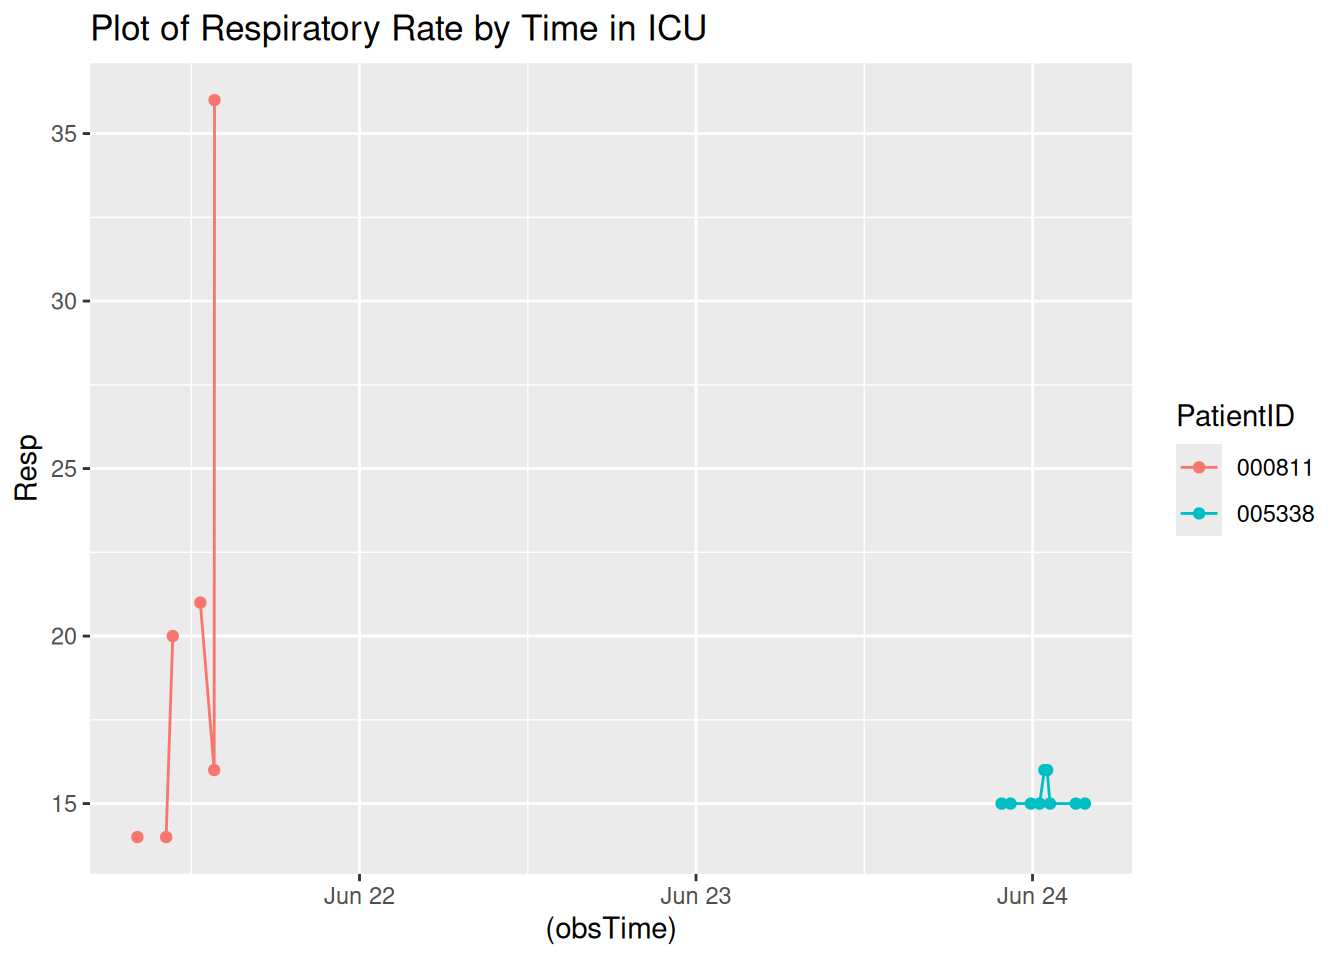 Plot of Respiratory Rate by Time in ICU
35
30
25
20
15
Resp
Jun 22
Jun 23
Jun 24
(obsTime)
PatientID
000811
005338